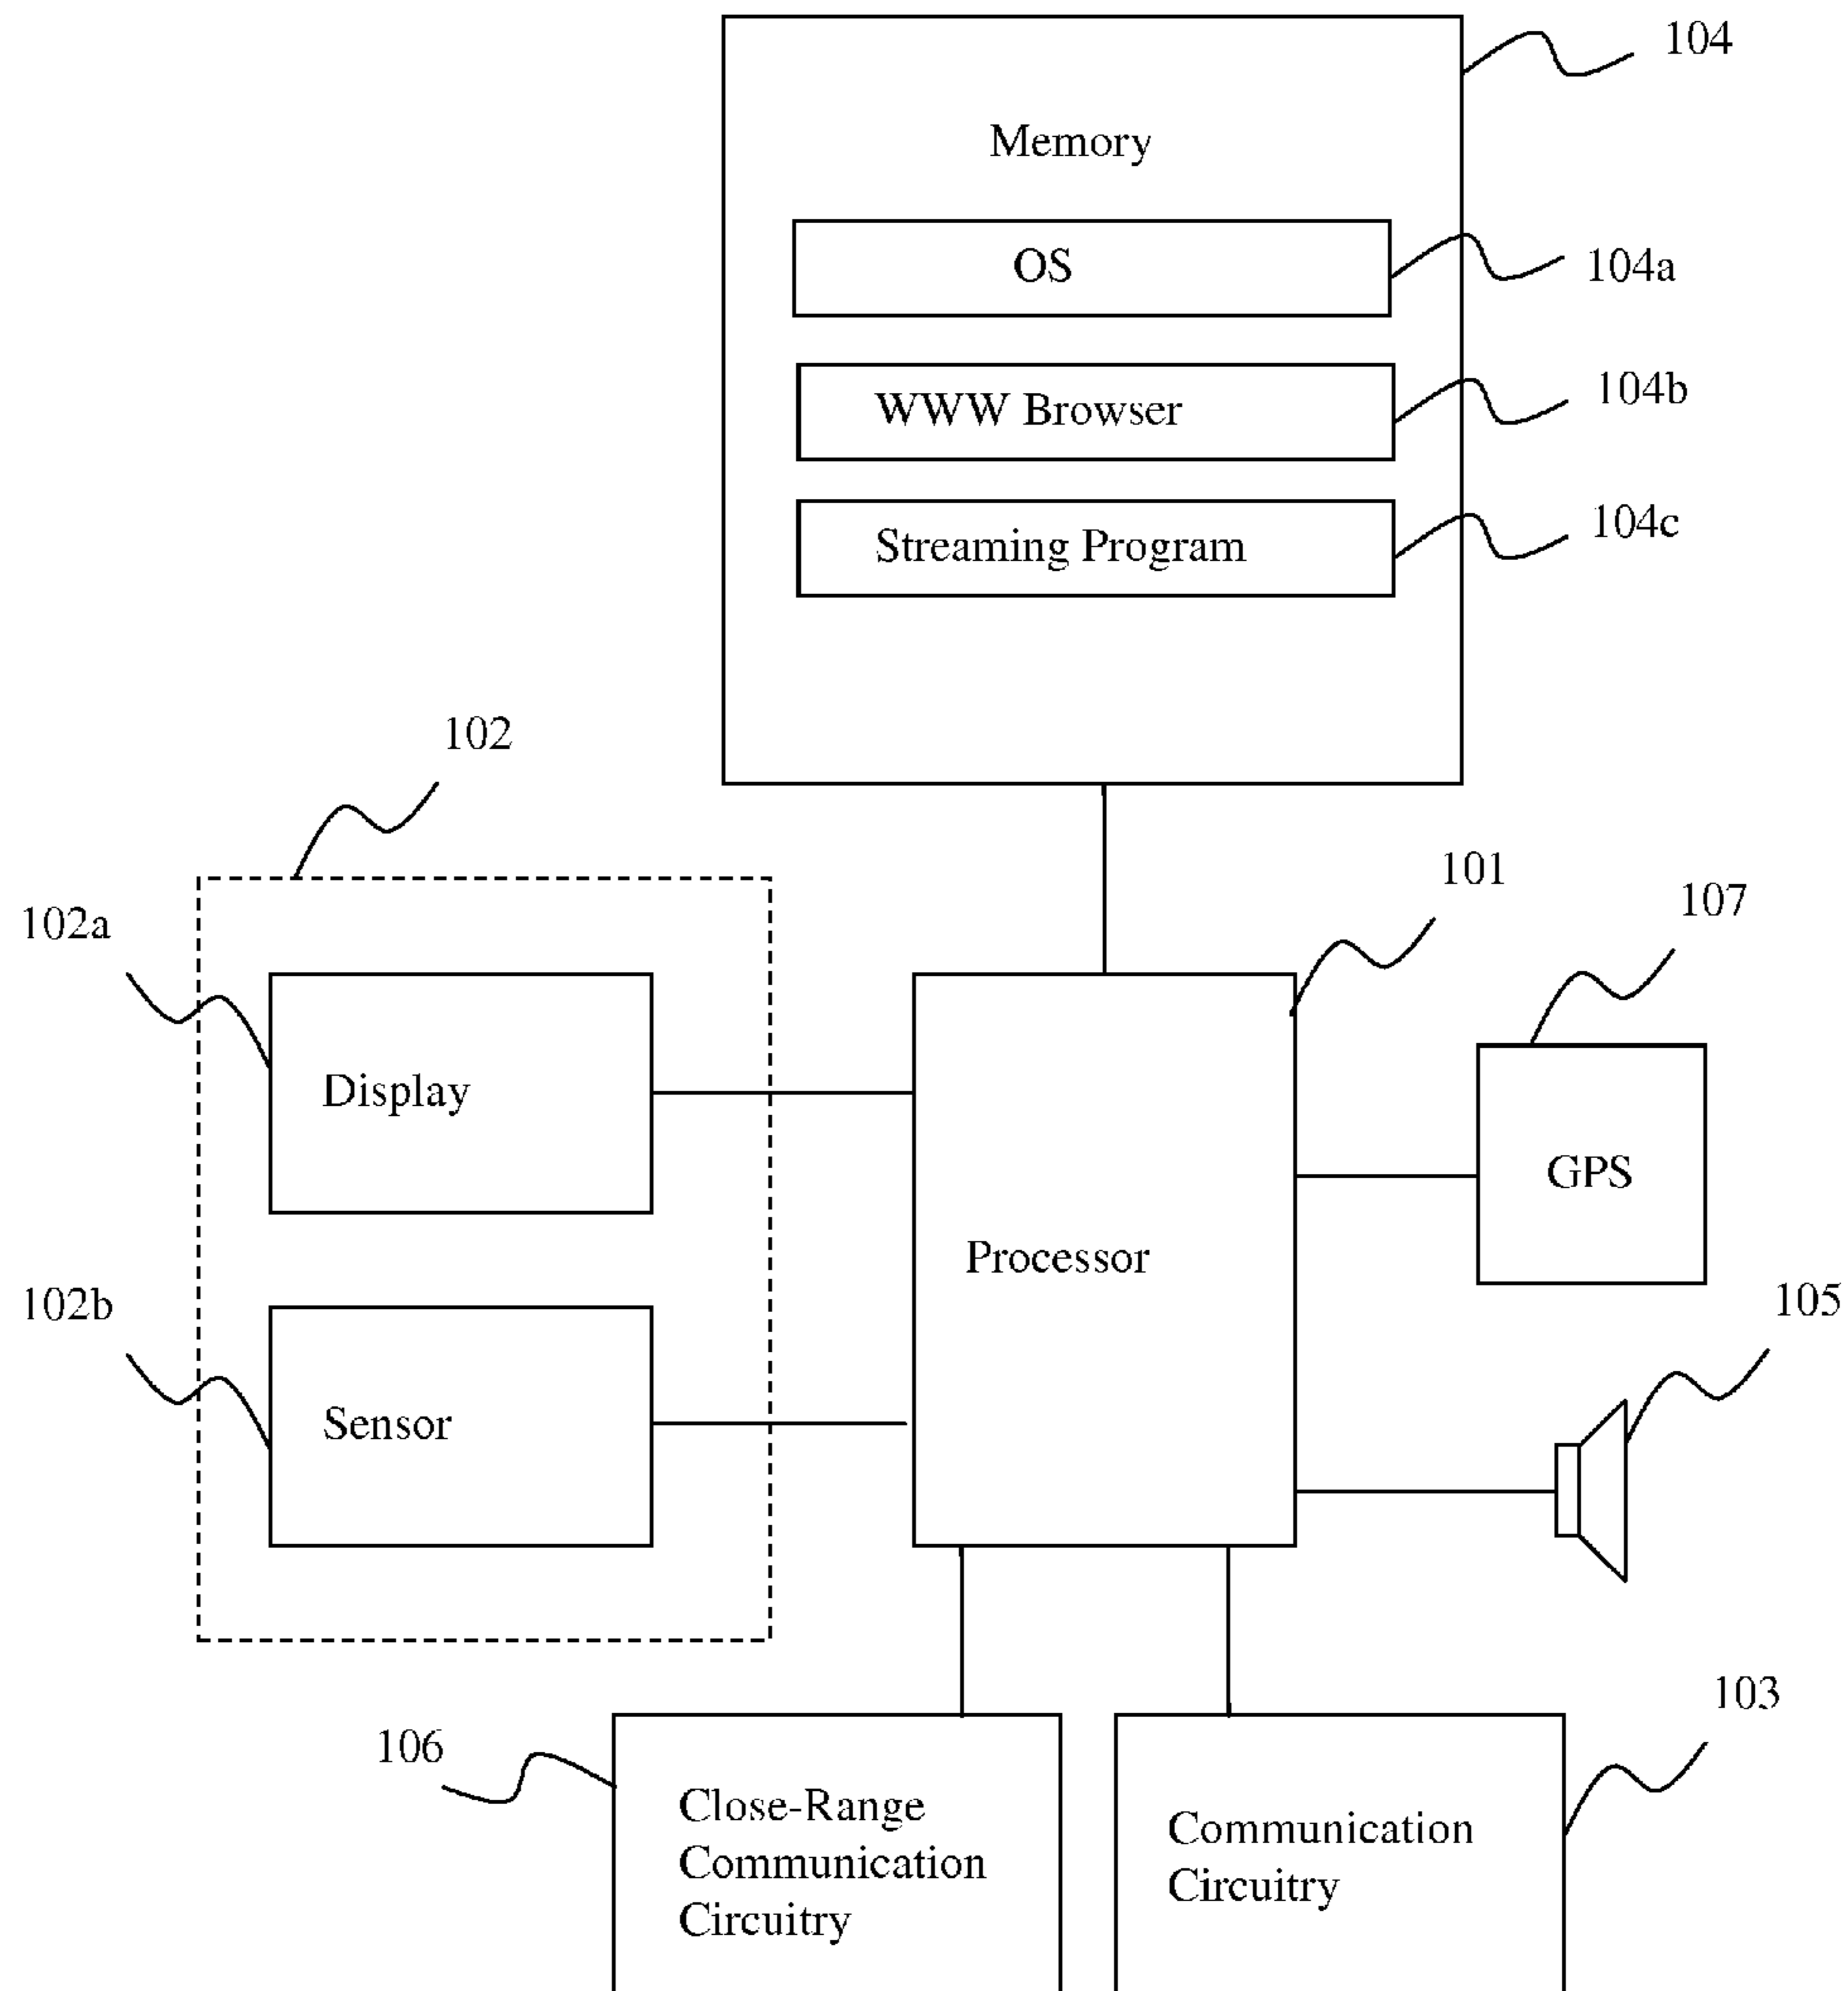 104
Memory
OS
104a
WWW Browser
104b
Streaming Program
104c
102
101
107
102a
Display
GPS
Processor
102b
105
Sensor
103
106
Close-Range
Communication
Circuitry
Communication
Circuitry